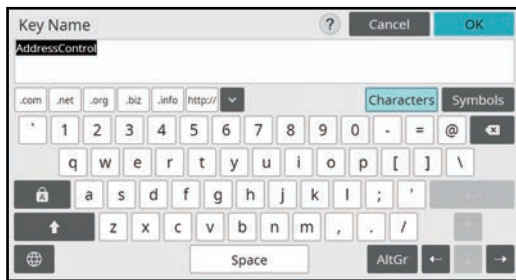 Key Name ? Cancel OK
AddressControl
.com .net .org .biz .info http:// Characters Symbols
` 1 2 3 4 5 6 7 8 9 0 - = @
q w e r t y u i o p [ ] \
A a s d f g h j k l ; '
z x c v b n m , . /
Space AltGr